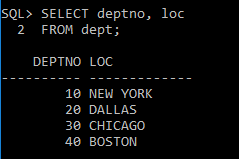 SQL> SELECT deptno, loc
  2  FROM dept;
    DEPTNO LOC
---------- -------------
        10 NEW YORK
        20 DALLAS
        30 CHICAGO
        40 BOSTON